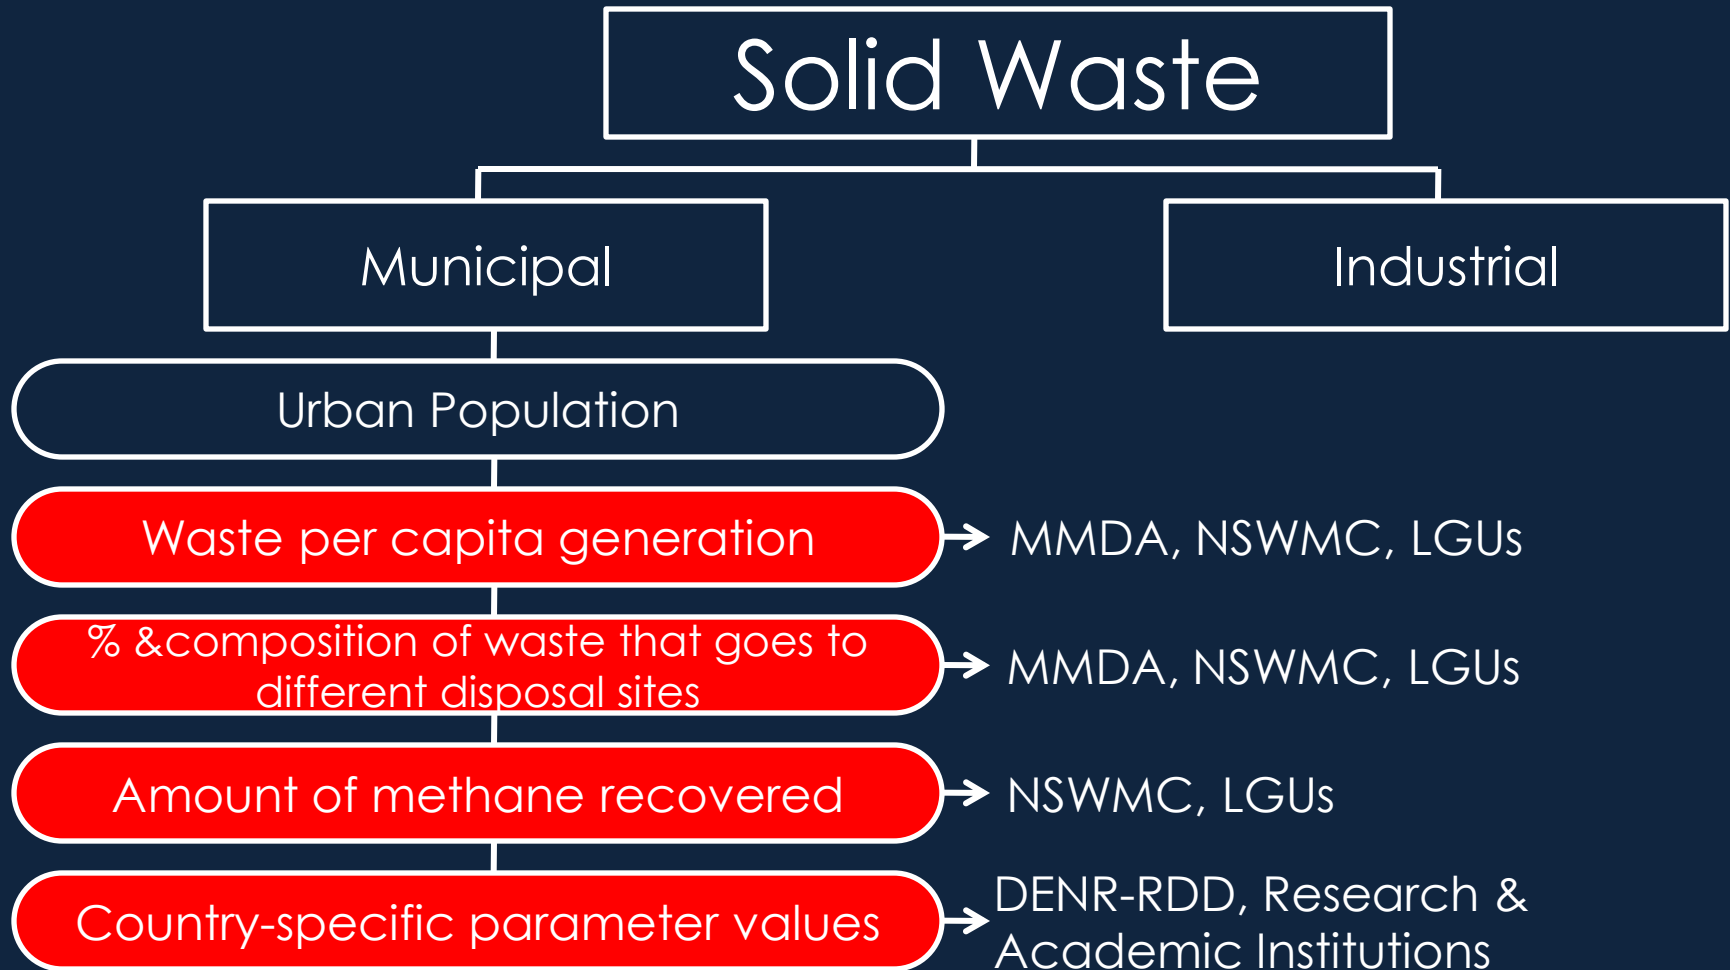 Solid Waste
Municipal
Industrial
Urban Population
Waste per capita generation
MMDA, NSWMC, LGUs
% &composition of waste that goes to
different disposal sites
MMDA, NSWMC, LGUs
Amount of methane recovered
NSWMC, LGUs
Country-specific parameter values
DENR-RDD, Research &
Academic Institutions